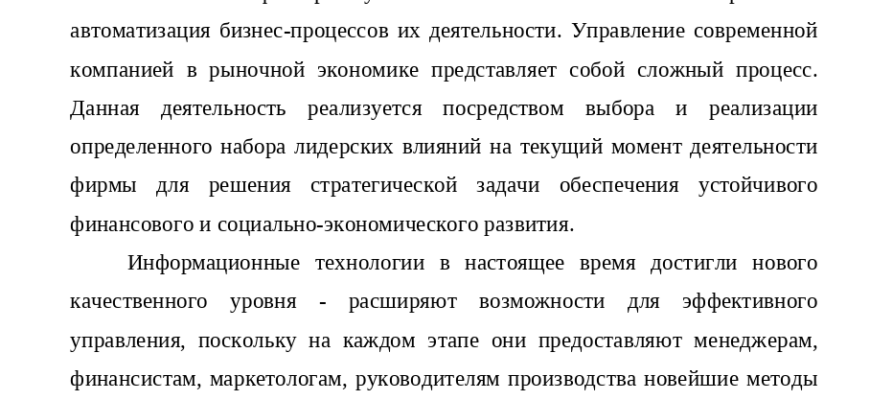 автоматизация бизнес-процессов их деятельности. Управление современной
компанией в рыночной экономике представляет собой сложный процесс.
Данная деятельность реализуется посредством выбора и реализации
определенного набора лидерских влияний на текущий момент деятельности
фирмы для решения стратегической задачи обеспечения устойчивого
финансового и социально-экономического развития.
Информационные технологии в настоящее время достигли нового
качественного уровня - расширяют возможности для эффективного
управления, поскольку на каждом этапе они предоставляют менеджерам,
финансистам, маркетологам, руководителям производства новейшие методы